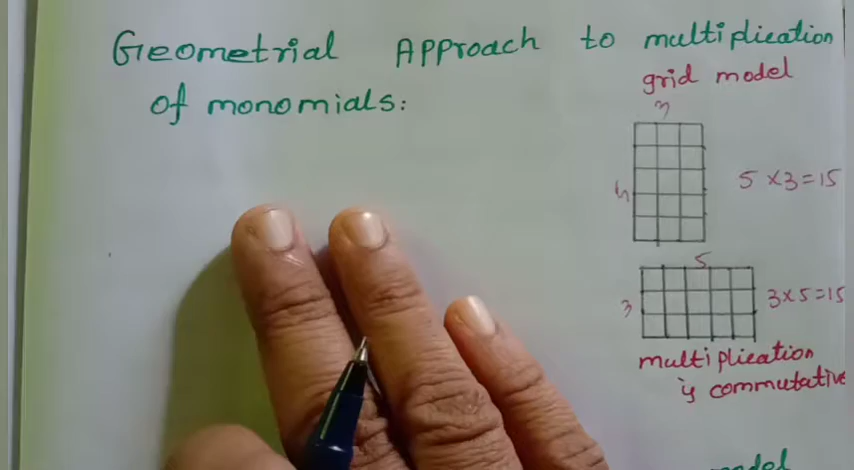 Geometrial Approach to multiplication
of monomials:
grid model
3
5 × 3 = 15
5
3
3 × 5 = 15
multiplication
is commutative